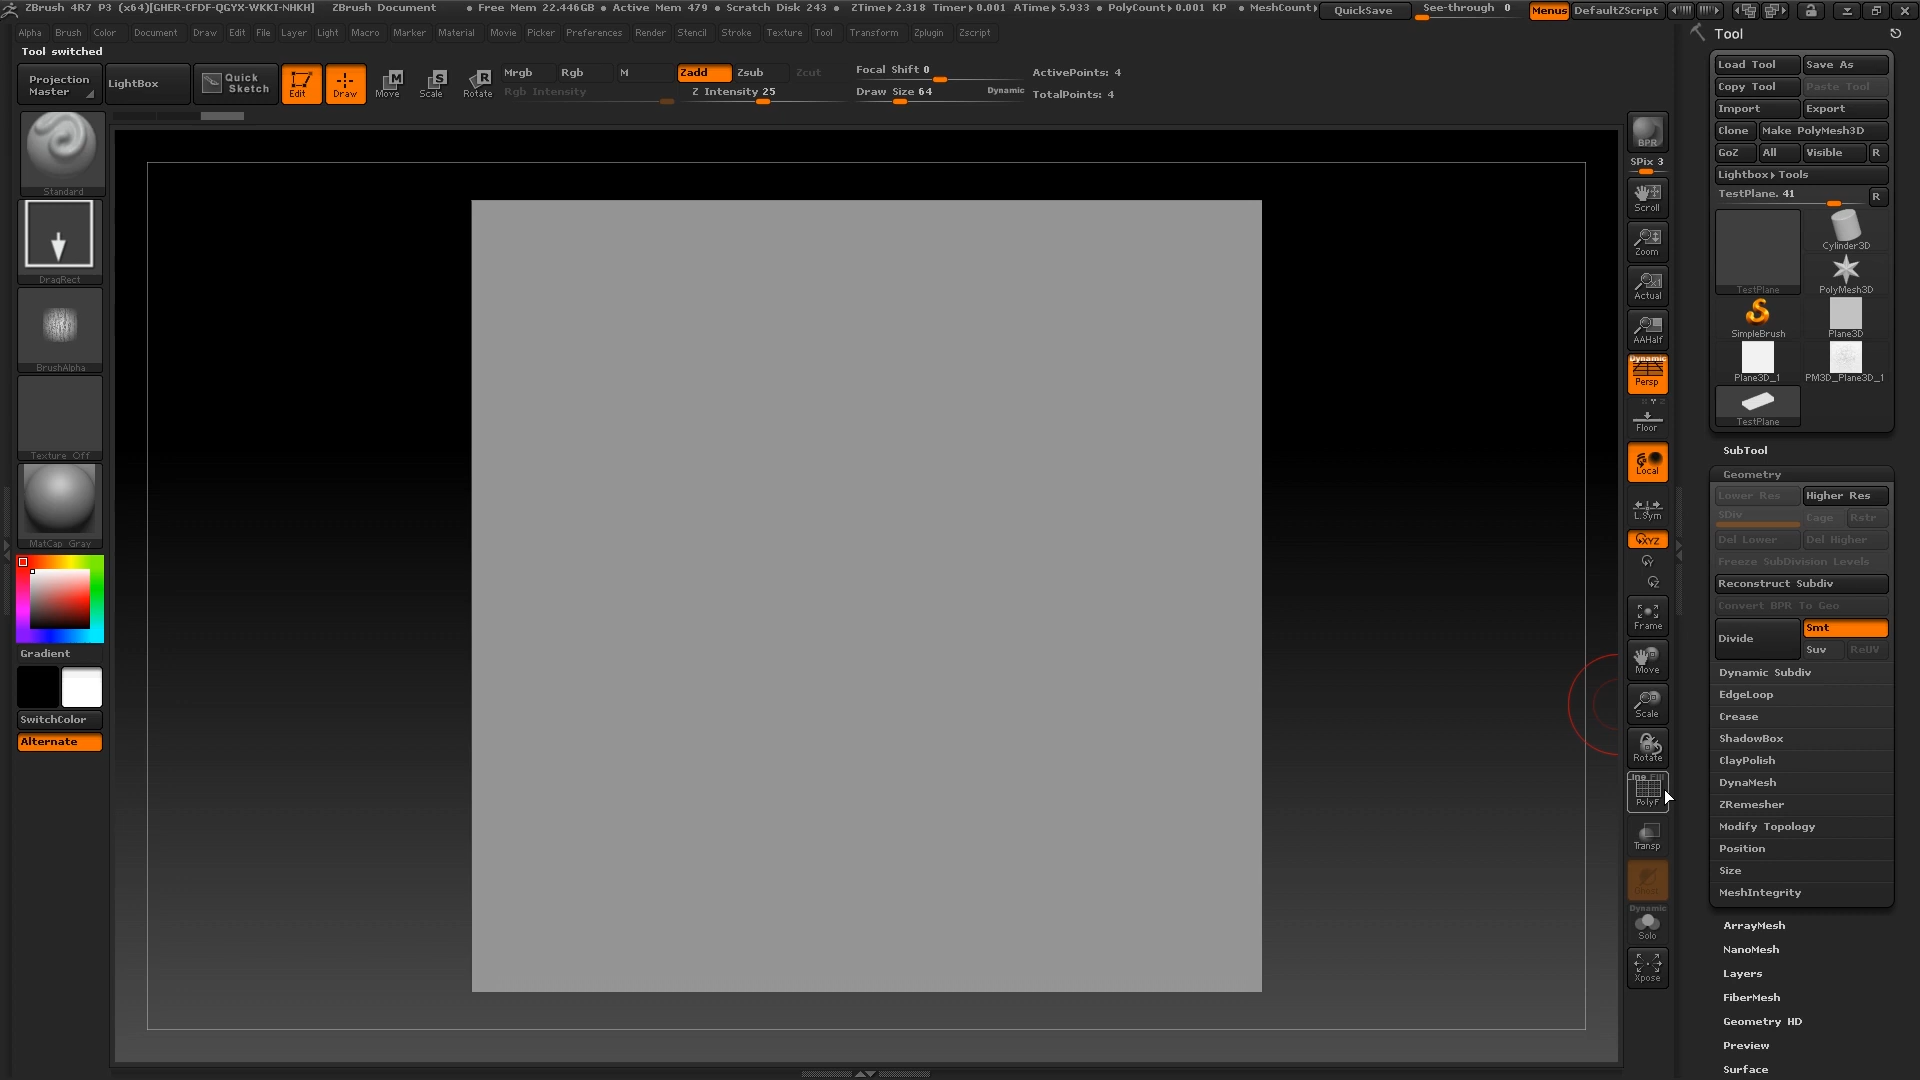 ZBrush 4R7 P3 (x64)[GHER-CFDF-QGYX-WKKI-NHKH] ZBrush Document • Free Mem 22.446GB • Active Mem 479 • Scratch Disk 243 • ZTime▸2.318 Timer▸0.001 ATime▸5.933 • PolyCount▸0.001 KP • MeshCount▸ QuickSave See-through 0 Menus DefaultZScript
Alpha Brush Color Document Draw Edit File Layer Light Macro Marker Material Movie Picker Preferences Render Stencil Stroke Texture Tool Transform Zplugin Zscript
Tool switched
Projection Master
LightBox
Quick Sketch
Edit
Draw
Move
Scale
Rotate
Mrgb Rgb M
Rgb Intensity
Zadd Zsub Zcut
Z Intensity 25
Focal Shift 0
Draw Size 64
Dynamic
ActivePoints: 4
TotalPoints: 4
Standard
DragRect
BrushAlpha
Texture Off
MatCap Gray
Gradient
SwitchColor
Alternate
BPR
SPix 3
Scroll
Zoom
Actual
AAHalf
Dynamic
Persp
Floor
Local
L.Sym
XYZ
Y
Z
Frame
Move
Scale
Rotate
Line Fill
PolyF
Transp
Ghost
Dynamic
Solo
Xpose
Tool
Load Tool Save As
Copy Tool Paste Tool
Import Export
Clone Make PolyMesh3D
GoZ All Visible R
Lightbox▸Tools
TestPlane. 41 R
TestPlane
Cylinder3D
PolyMesh3D
SimpleBrush
Plane3D
Plane3D_1
PM3D_Plane3D_1
TestPlane
SubTool
Geometry
Lower Res Higher Res
SDiv Cage Rstr
Del Lower Del Higher
Freeze SubDivision Levels
Reconstruct Subdiv
Convert BPR To Geo
Divide Smt
Suv ReUV
Dynamic Subdiv
EdgeLoop
Crease
ShadowBox
ClayPolish
DynaMesh
ZRemesher
Modify Topology
Position
Size
MeshIntegrity
ArrayMesh
NanoMesh
Layers
FiberMesh
Geometry HD
Preview
Surface